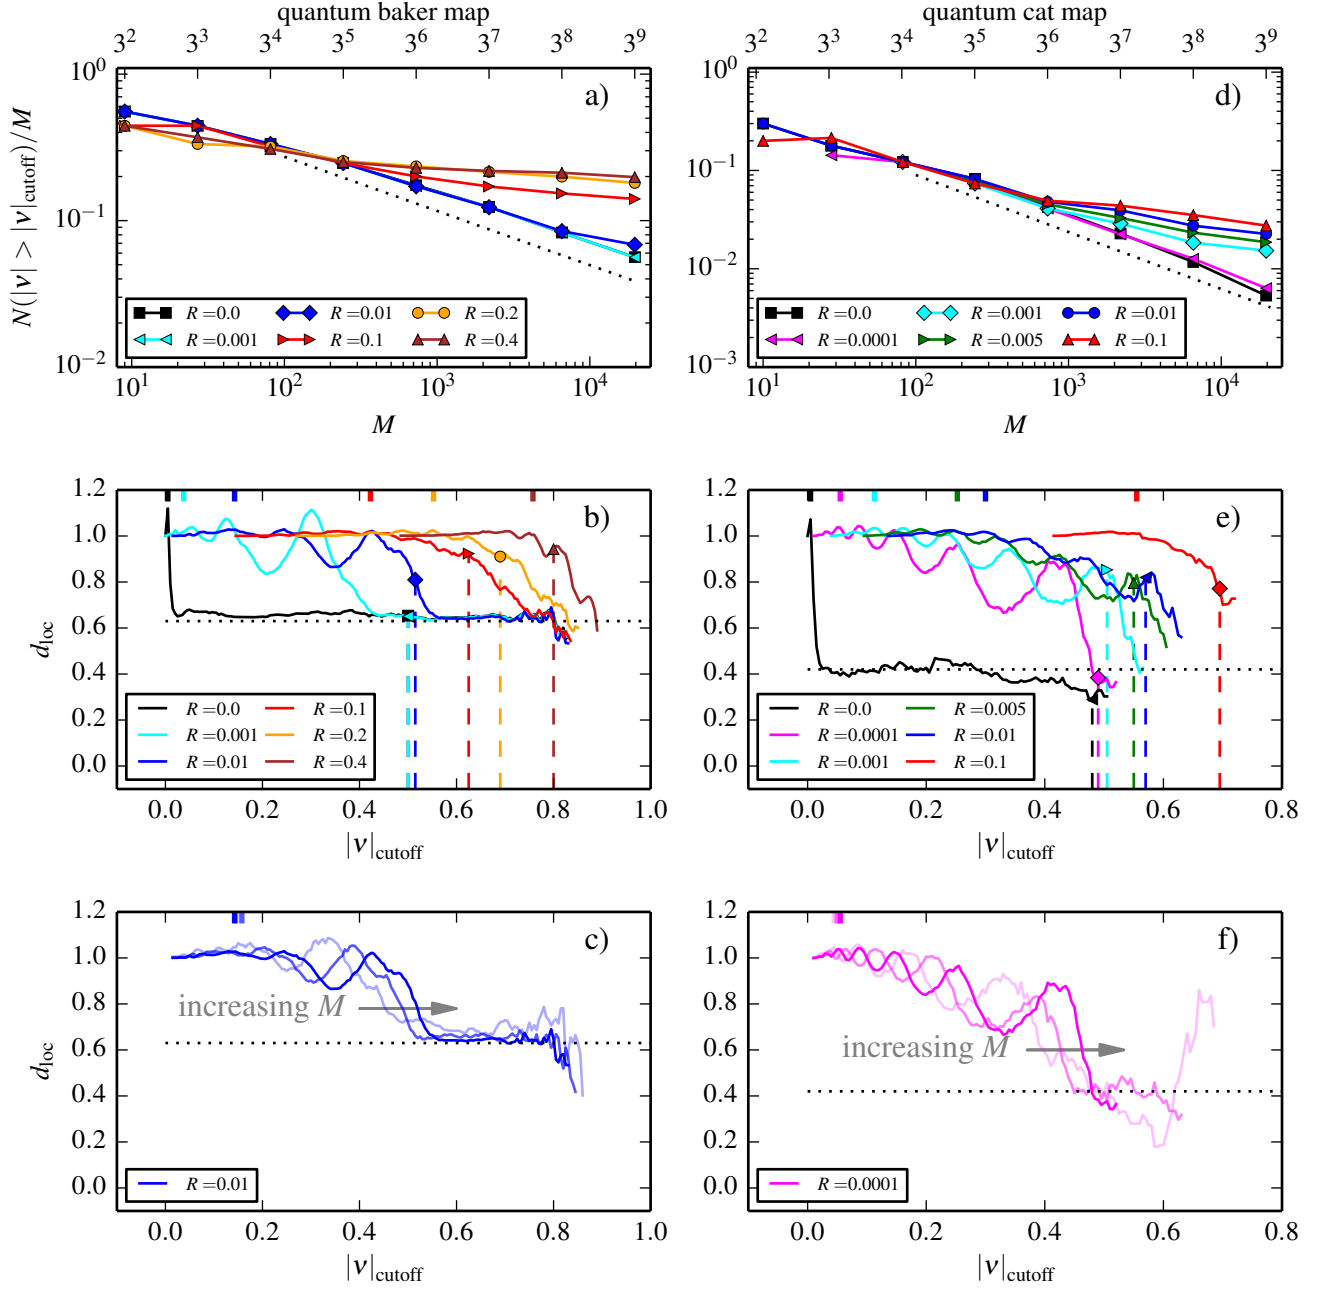 quantum baker map
3^2 3^3 3^4 3^5 3^6 3^7 3^8 3^9
10^0
10^-1
10^-2
N(|ν| > |ν|cutoff)/M
a)
R=0.0 R=0.01 R=0.2
R=0.001 R=0.1 R=0.4
10^1 10^2 10^3 10^4
M
quantum cat map
3^2 3^3 3^4 3^5 3^6 3^7 3^8 3^9
10^0
10^-1
10^-2
10^-3
d)
R=0.0 R=0.001 R=0.01
R=0.0001 R=0.005 R=0.1
10^1 10^2 10^3 10^4
M
1.2
1.0
0.8
0.6
0.4
0.2
0.0
d_loc
b)
R=0.0 R=0.1
R=0.001 R=0.2
R=0.01 R=0.4
0.0 0.2 0.4 0.6 0.8 1.0
|ν|cutoff
1.2
1.0
0.8
0.6
0.4
0.2
0.0
e)
R=0.0 R=0.005
R=0.0001 R=0.01
R=0.001 R=0.1
0.0 0.2 0.4 0.6 0.8
|ν|cutoff
1.2
1.0
0.8
0.6
0.4
0.2
0.0
d_loc
c)
increasing M
R=0.01
0.0 0.2 0.4 0.6 0.8 1.0
|ν|cutoff
1.2
1.0
0.8
0.6
0.4
0.2
0.0
f)
increasing M
R=0.0001
0.0 0.2 0.4 0.6 0.8
|ν|cutoff